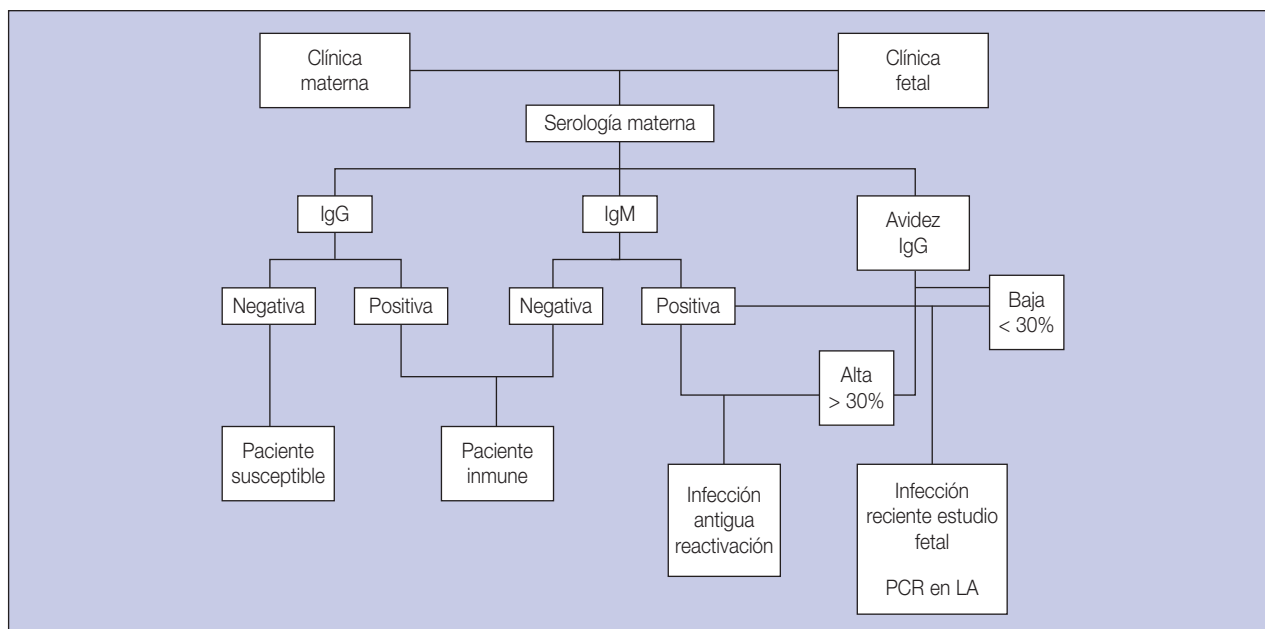 Clínica
materna
Clínica
fetal
Serología materna
IgG
IgM
Avidez
IgG
Negativa
Positiva
Negativa
Positiva
Baja
< 30%
Alta
> 30%
Paciente
susceptible
Paciente
inmune
Infección
antigua
reactivación
Infección
reciente estudio
fetal
PCR en LA